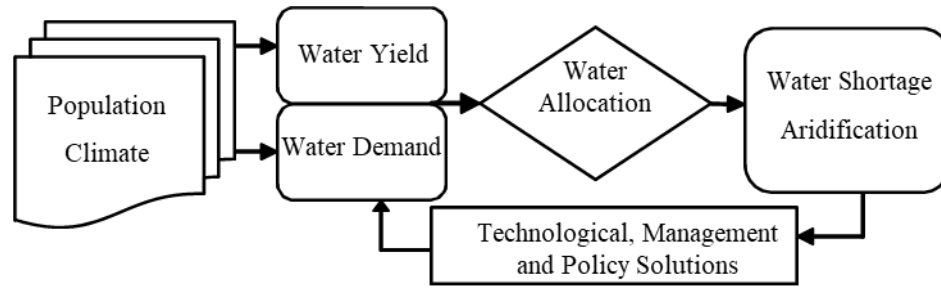 Population
Climate
Water Yield
Water Demand
Water
Allocation
Water Shortage
Aridification
Technological, Management
and Policy Solutions